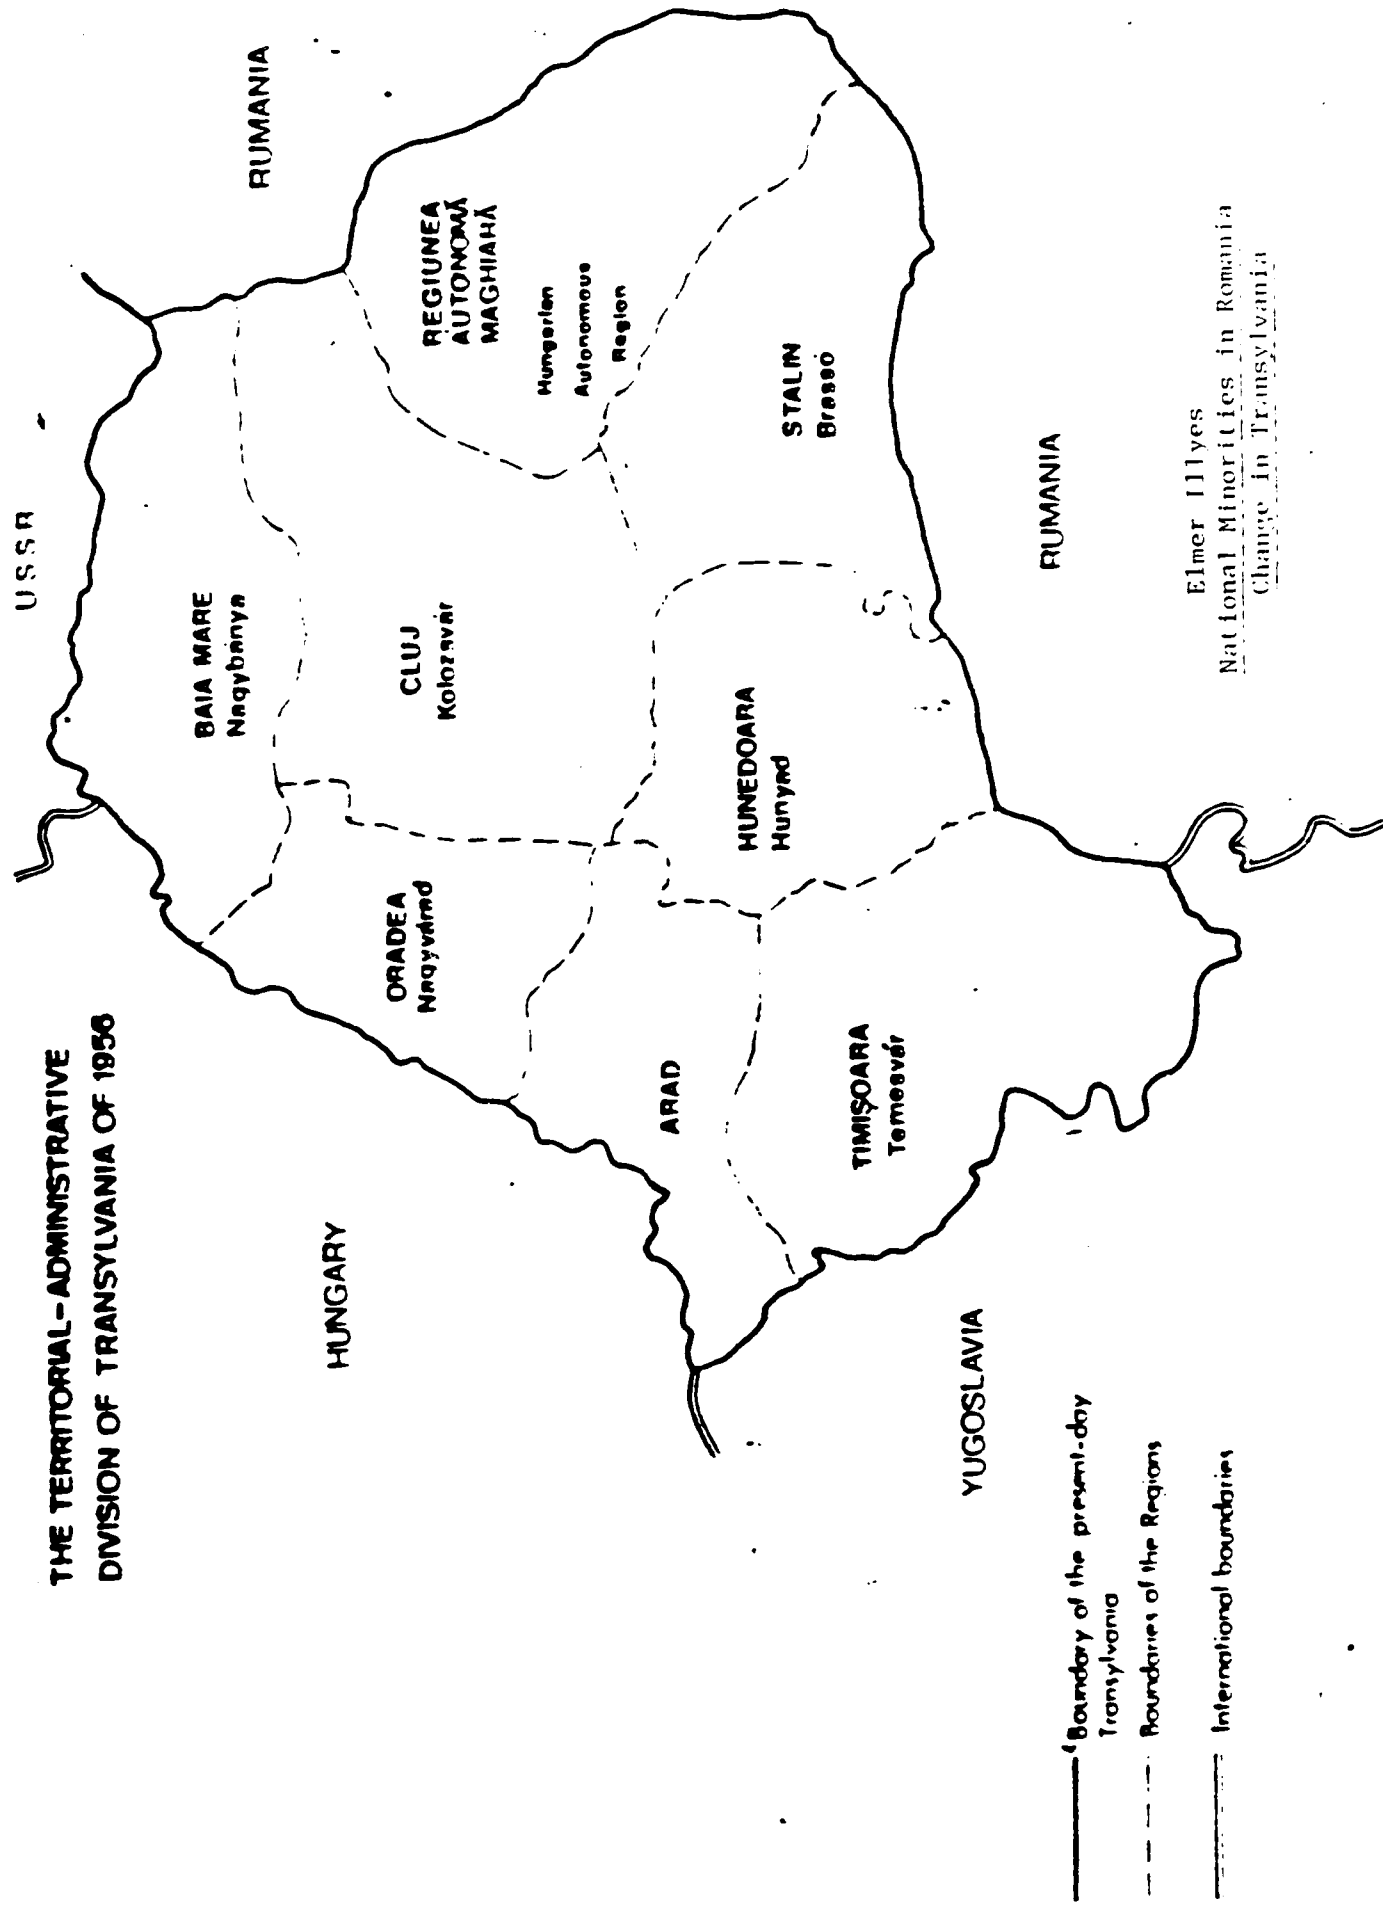 THE TERRITORIAL-ADMINISTRATIVE
DIVISION OF TRANSYLVANIA OF 1956
USSR
RUMANIA
HUNGARY
BAIA MARE
Nagybánya
REGIUNEA
AUTONOMĂ
MAGHIAHĂ
Hungarian
Autonomous
Region
CLUJ
Kolozsvár
ORADEA
Nagyvárad
ARAD
STALIN
Brassó
HUNEDOARA
Hunyad
TIMIȘOARA
Temesvár
YUGOSLAVIA
RUMANIA
Boundary of the present-day
Transylvania
Boundaries of the Regions
International boundaries
Elmer Illyes
National Minorities in Romania
Change in Transylvania